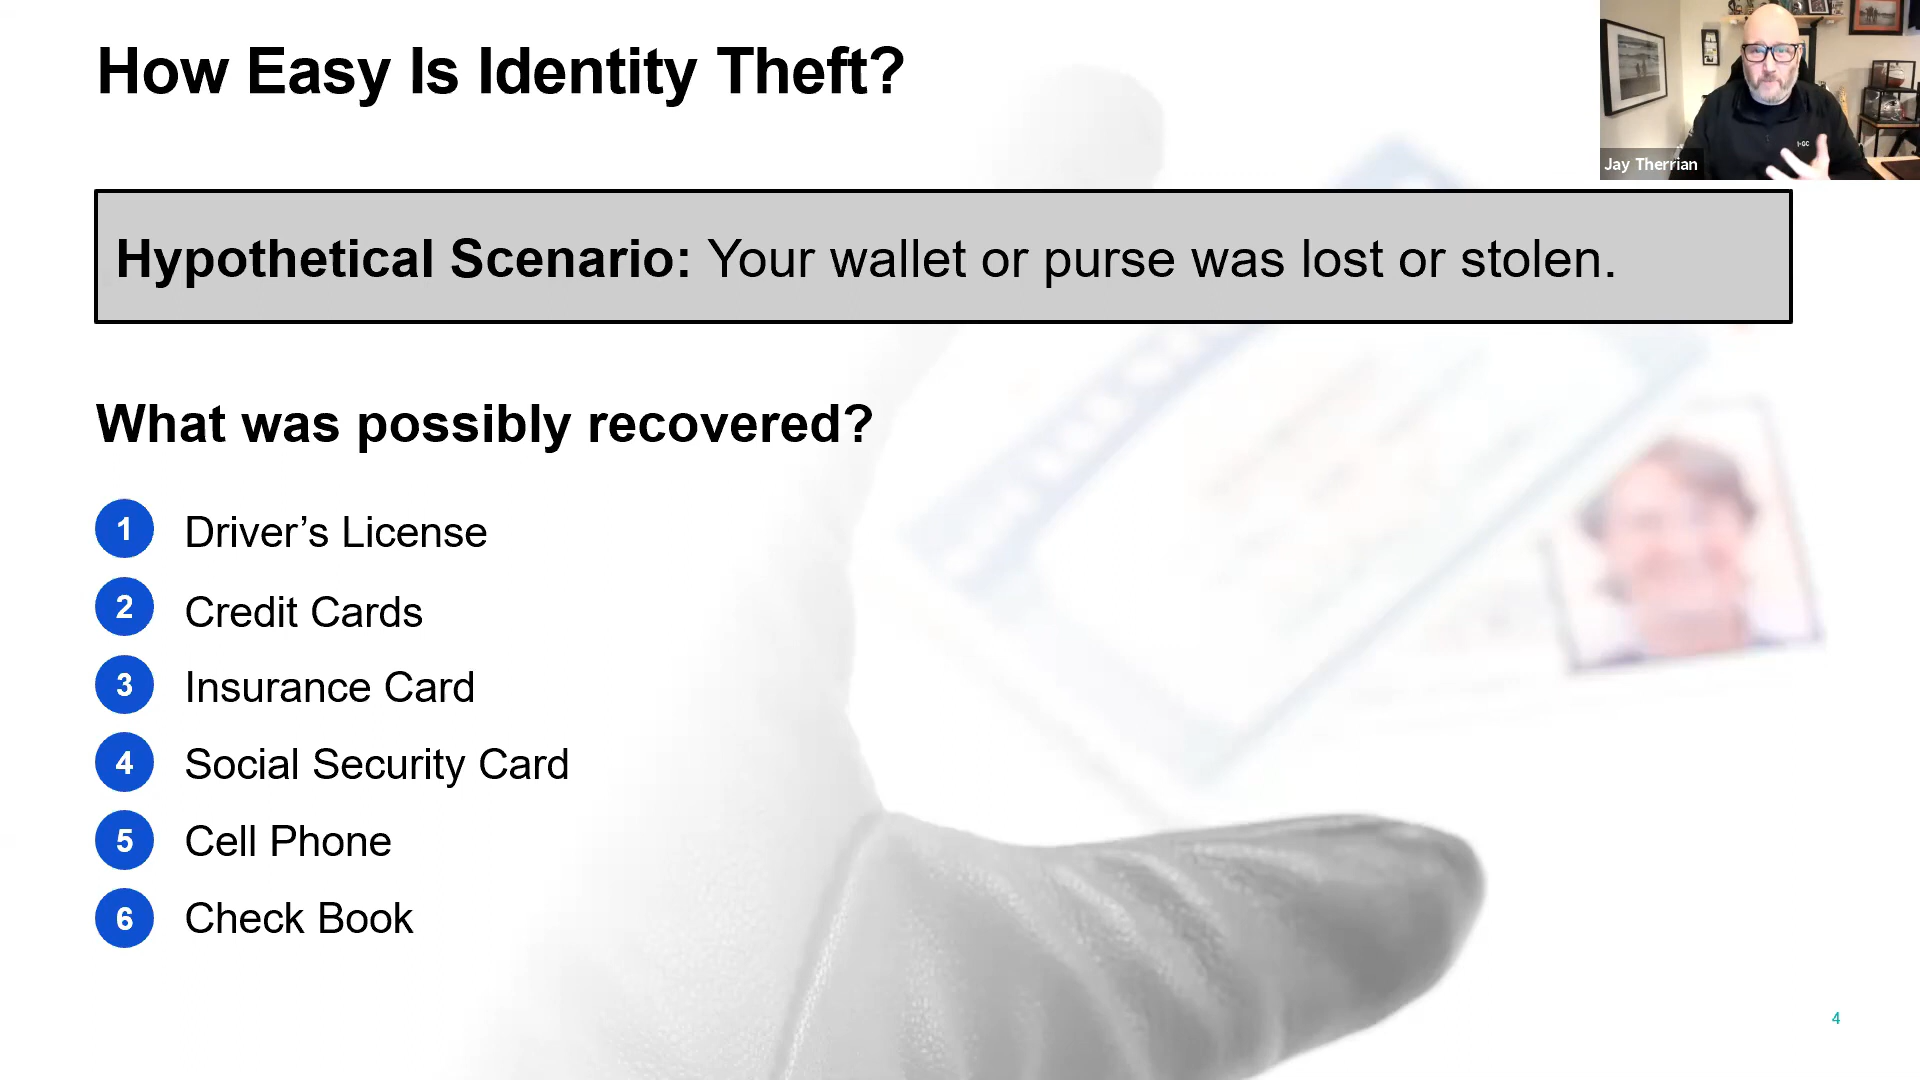 How Easy Is Identity Theft?
Jay Therrian
Hypothetical Scenario: Your wallet or purse was lost or stolen.
What was possibly recovered?
1 Driver’s License
2 Credit Cards
3 Insurance Card
4 Social Security Card
5 Cell Phone
6 Check Book
4